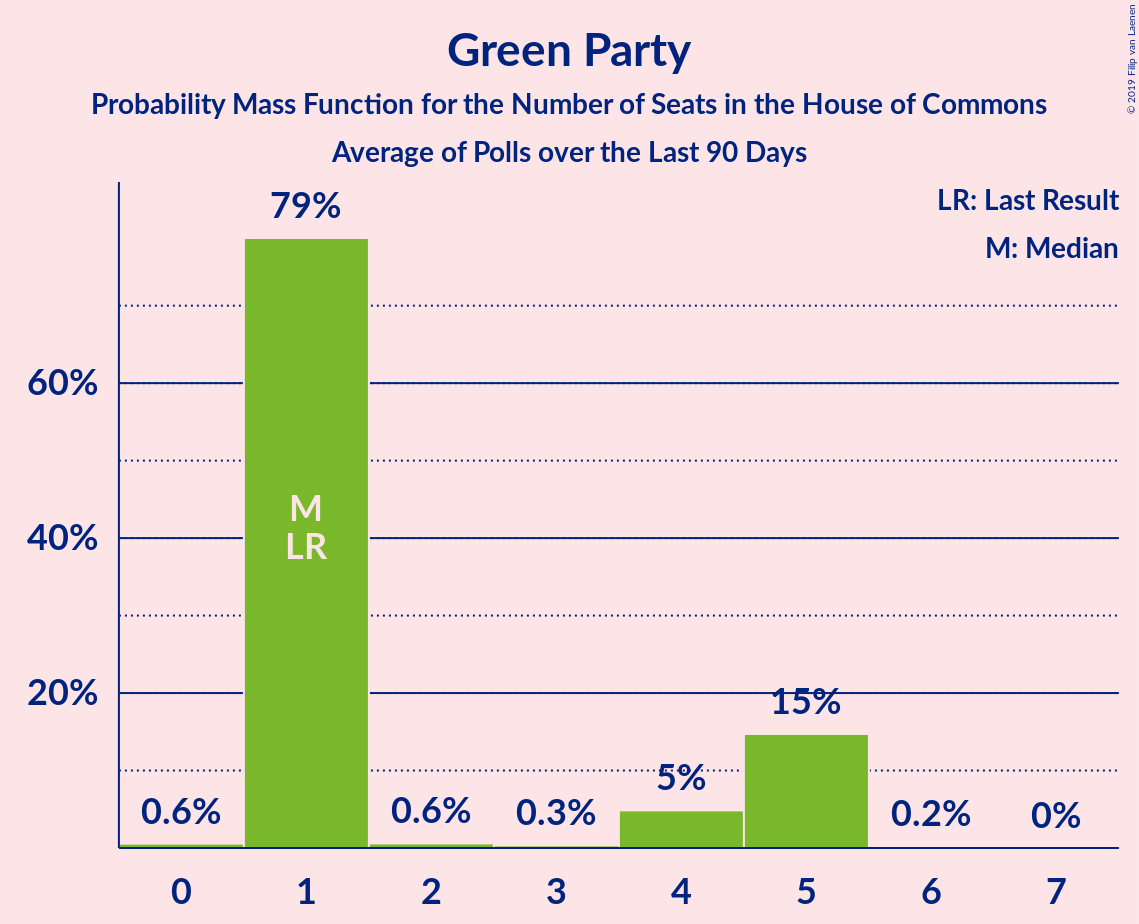 Green Party
Probability Mass Function for the Number of Seats in the House of Commons
Average of Polls over the Last 90 Days
© 2019 Filip van Laenen
LR: Last Result
M: Median
79%
60%
40%
20%
M
LR
0.6%
0.6%
0.3%
5%
15%
0.2%
0%
0 1 2 3 4 5 6 7